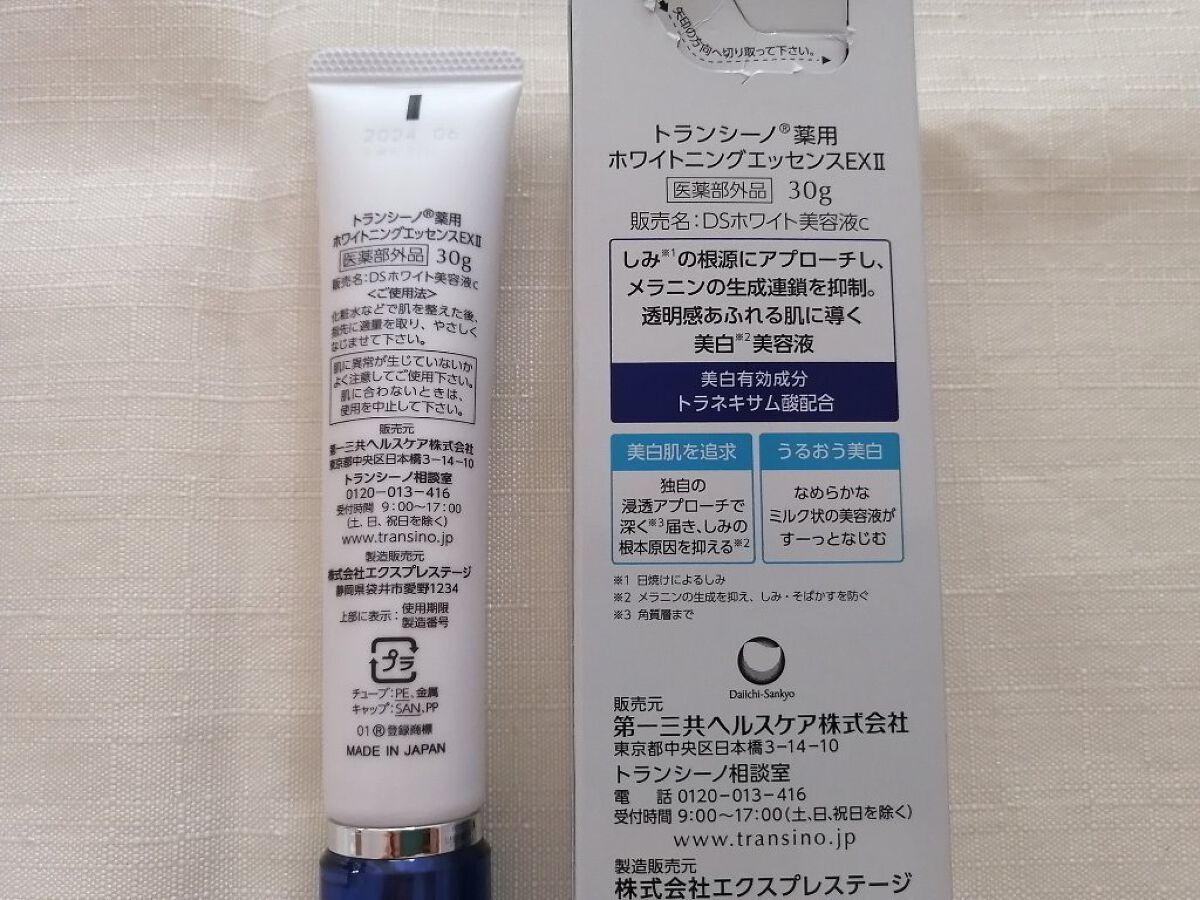 2024 06
トランシーノ®薬用
ホワイトニングエッセンスEXⅡ
医薬部外品 30g
販売名:DSホワイト美容液c
<ご使用法>
化粧水などで肌を整えた後、
指先に適量を取り、やさしく
なじませて下さい。
肌に異常が生じていないか
よく注意してご使用下さい。
肌に合わないときは、
使用を中止して下さい。
販売元
第一三共ヘルスケア株式会社
東京都中央区日本橋3-14-10
トランシーノ相談室
0120-013-416
受付時間 9:00~17:00
(土、日、祝日を除く)
www.transino.jp
製造販売元
株式会社エクスプレステージ
静岡県袋井市愛野1234
上部に表示:使用期限
製造番号
プラ
チューブ:PE、金属
キャップ:SAN、PP
01®登録商標
MADE IN JAPAN
矢印の方向へ切り取って下さい。
トランシーノ®薬用
ホワイトニングエッセンスEXⅡ
医薬部外品 30g
販売名:DSホワイト美容液c
しみ※1の根源にアプローチし、
メラニンの生成連鎖を抑制。
透明感あふれる肌に導く
美白※2美容液
美白有効成分
トラネキサム酸配合
美白肌を追求
独自の
浸透アプローチで
深く※3届き、しみの
根本原因を抑える※2
うるおう美白
なめらかな
ミルク状の美容液が
すーっとなじむ
※1 日焼けによるしみ
※2 メラニンの生成を抑え、しみ・そばかすを防ぐ
※3 角質層まで
Daiichi-Sankyo
販売元
第一三共ヘルスケア株式会社
東京都中央区日本橋3-14-10
トランシーノ相談室
電 話 0120-013-416
受付時間 9:00~17:00(土、日、祝日を除く)
www.transino.jp
製造販売元
株式会社エクスプレステージ